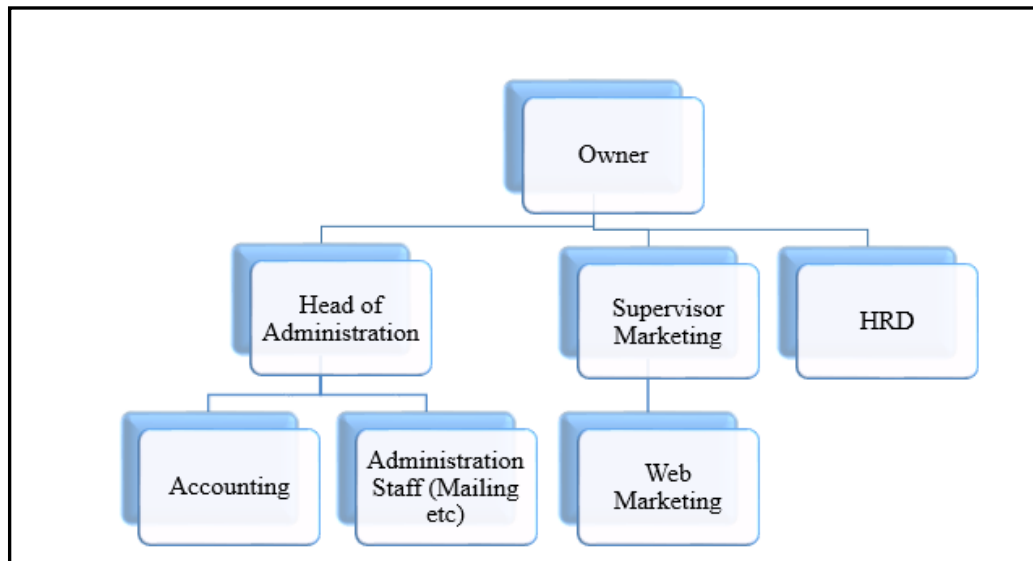 Owner
Head of
Administration
Supervisor
Marketing
HRD
Accounting
Administration
Staff (Mailing
etc)
Web
Marketing